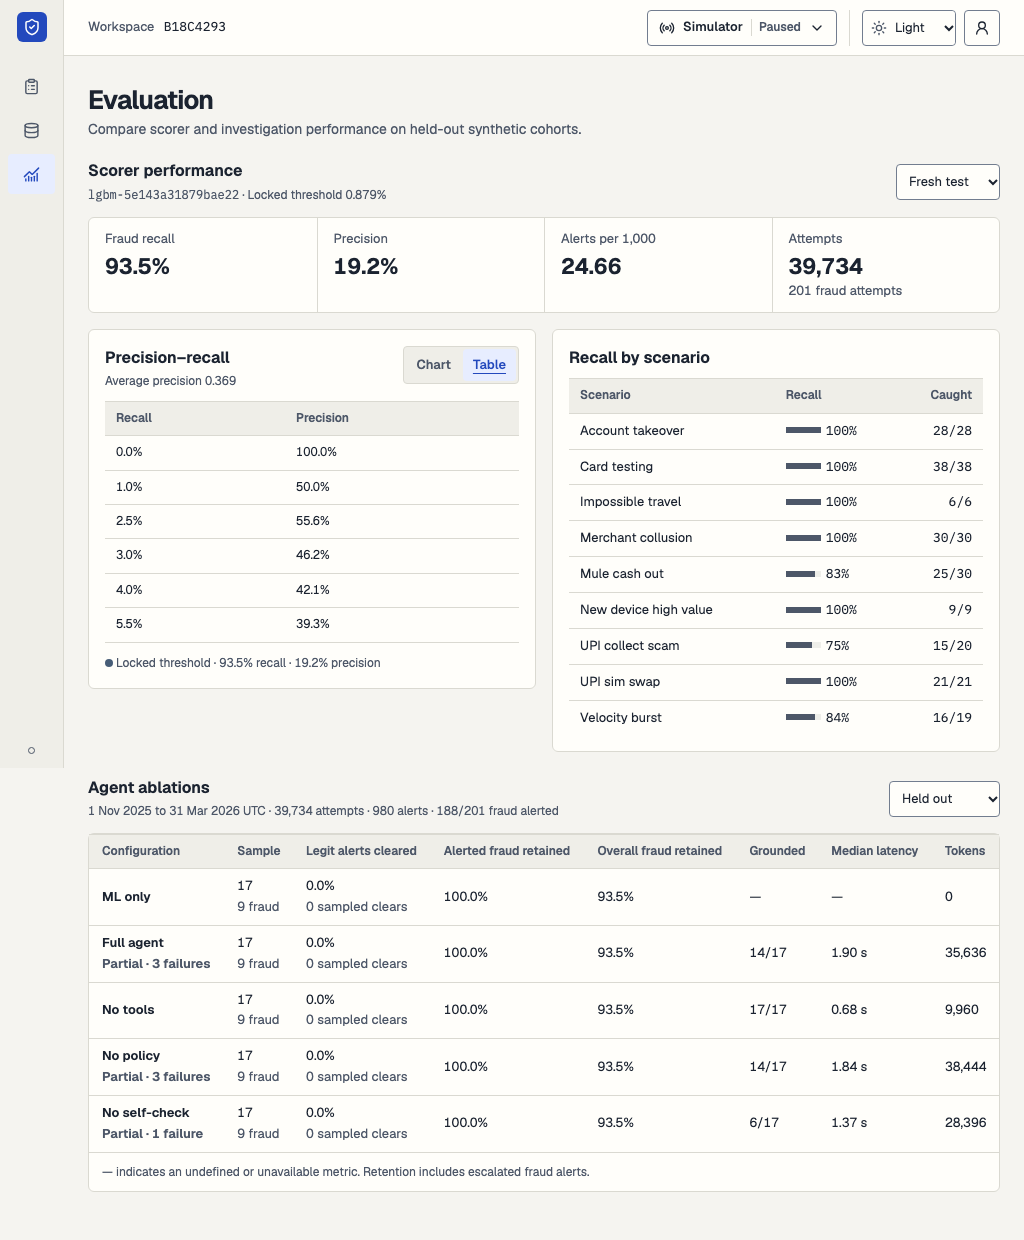 Workspace B18C4293
Simulator Paused
Light
Evaluation
Compare scorer and investigation performance on held-out synthetic cohorts.
Scorer performance
lgbm-5e143a31879bae22 · Locked threshold 0.879%
Fresh test
Fraud recall
93.5%
Precision
19.2%
Alerts per 1,000
24.66
Attempts
39,734
201 fraud attempts
Precision–recall
Average precision 0.369
Chart Table
Recall Precision
0.0% 100.0%
1.0% 50.0%
2.5% 55.6%
3.0% 46.2%
4.0% 42.1%
5.5% 39.3%
Locked threshold · 93.5% recall · 19.2% precision
Recall by scenario
Scenario Recall Caught
Account takeover 100% 28/28
Card testing 100% 38/38
Impossible travel 100% 6/6
Merchant collusion 100% 30/30
Mule cash out 83% 25/30
New device high value 100% 9/9
UPI collect scam 75% 15/20
UPI sim swap 100% 21/21
Velocity burst 84% 16/19
Agent ablations
1 Nov 2025 to 31 Mar 2026 UTC · 39,734 attempts · 980 alerts · 188/201 fraud alerted
Held out
Configuration Sample Legit alerts cleared Alerted fraud retained Overall fraud retained Grounded Median latency Tokens
ML only 17 9 fraud 0.0% 0 sampled clears 100.0% 93.5% — — 0
Full agent Partial · 3 failures 17 9 fraud 0.0% 0 sampled clears 100.0% 93.5% 14/17 1.90 s 35,636
No tools 17 9 fraud 0.0% 0 sampled clears 100.0% 93.5% 17/17 0.68 s 9,960
No policy Partial · 3 failures 17 9 fraud 0.0% 0 sampled clears 100.0% 93.5% 14/17 1.84 s 38,444
No self-check Partial · 1 failure 17 9 fraud 0.0% 0 sampled clears 100.0% 93.5% 6/17 1.37 s 28,396
— indicates an undefined or unavailable metric. Retention includes escalated fraud alerts.